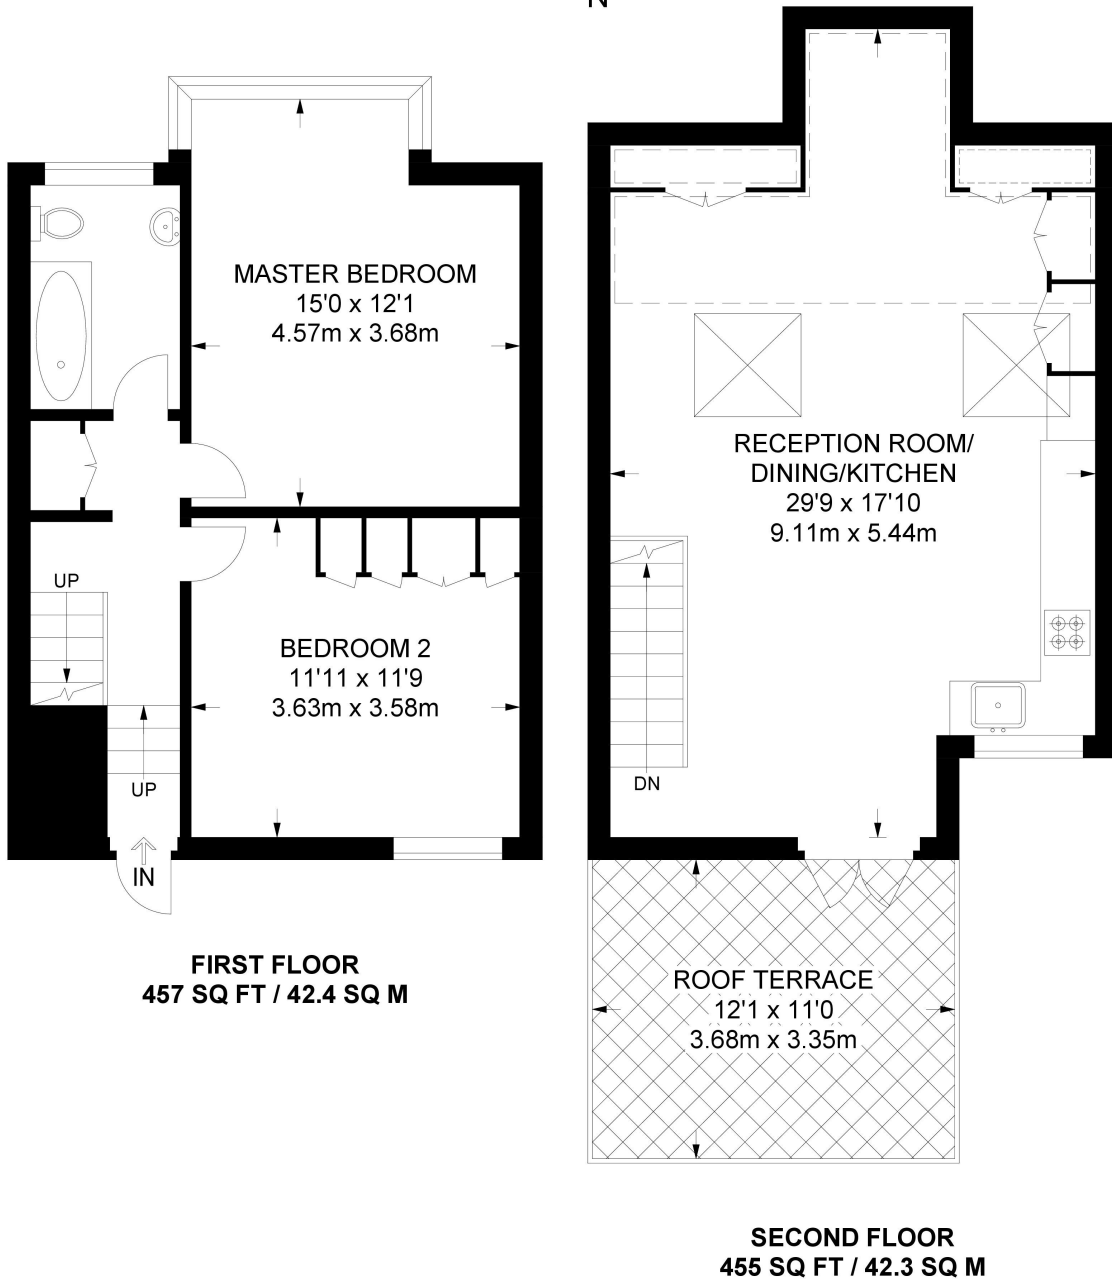 N
MASTER BEDROOM
15'0 x 12'1
4.57m x 3.68m
UP
BEDROOM 2
11'11 x 11'9
3.63m x 3.58m
UP
IN
FIRST FLOOR
457 SQ FT / 42.4 SQ M
RECEPTION ROOM/
DINING/KITCHEN
29'9 x 17'10
9.11m x 5.44m
DN
ROOF TERRACE
12'1 x 11'0
3.68m x 3.35m
SECOND FLOOR
455 SQ FT / 42.3 SQ M